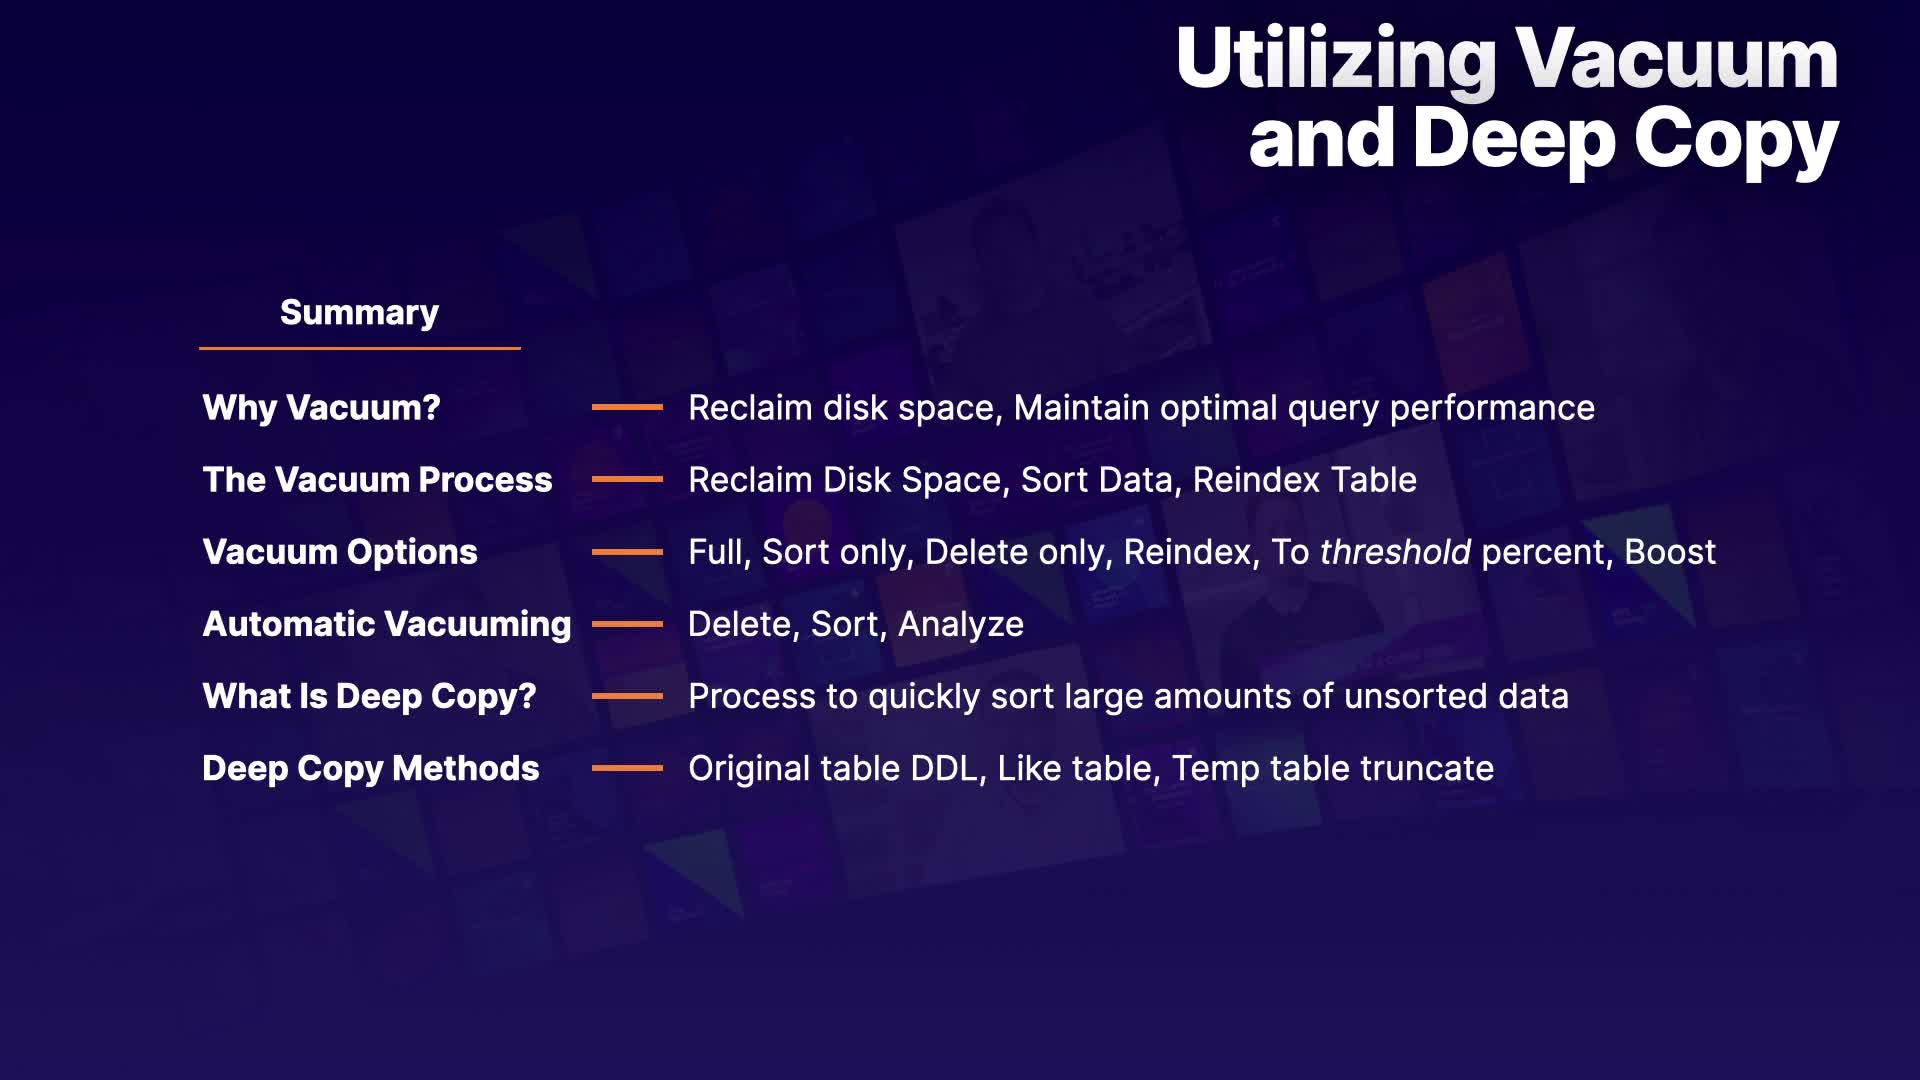 Utilizing Vacuum
and Deep Copy
Summary
Why Vacuum? Reclaim disk space, Maintain optimal query performance
The Vacuum Process Reclaim Disk Space, Sort Data, Reindex Table
Vacuum Options Full, Sort only, Delete only, Reindex, To threshold percent, Boost
Automatic Vacuuming Delete, Sort, Analyze
What Is Deep Copy? Process to quickly sort large amounts of unsorted data
Deep Copy Methods Original table DDL, Like table, Temp table truncate